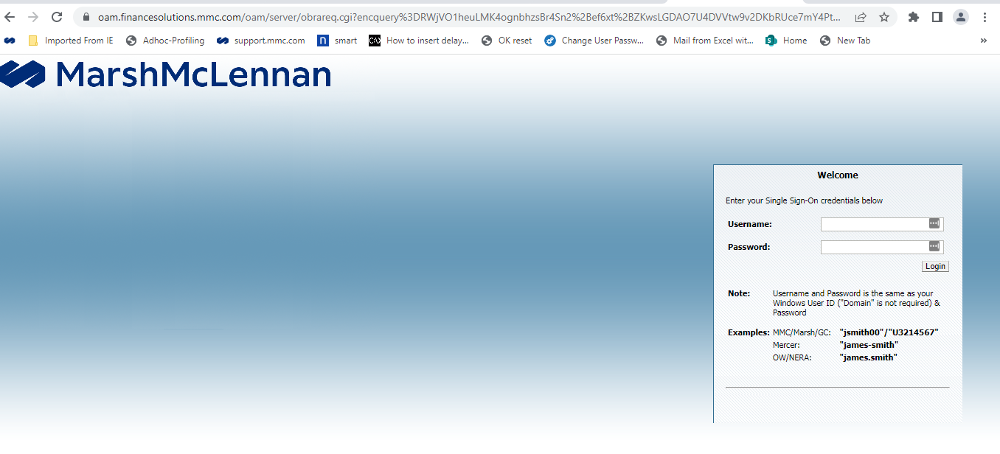 oam.financesolutions.mmc.com/oam/server/obrareq.cgi?encquery%3DRWjVO1heuLMK4ognbhzsBr4Sn2%2Bef6xt%2BZKwsLGDAO7U4DVVtw9v2DKbRUce7mY4Pt...
Imported From IE Adhoc-Profiling support.mmc.com n smart C:\ How to insert delay... OK reset Change User Passw... Mail from Excel wit... S Home New Tab »
MarshMcLennan
Welcome
Enter your Single Sign-On credentials below
Username:
Password:
Login
Note: Username and Password is the same as your
Windows User ID ("Domain" is not required) &
Password
Examples: MMC/Marsh/GC: "jsmith00"/"U3214567"
Mercer: "james-smith"
OW/NERA: "james.smith"